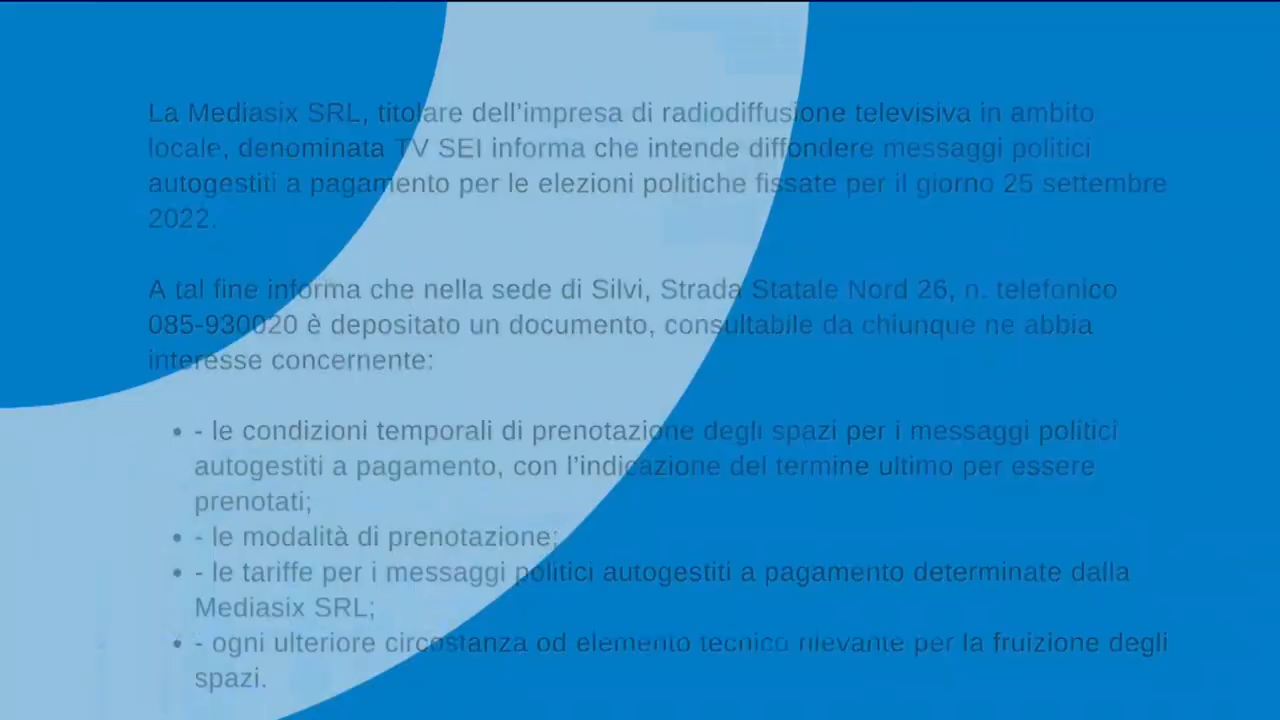 La Mediasix SRL, titolare dell'impresa di radiodiffusione televisiva in ambito
locale, denominata TV SEI informa che intende diffondere messaggi politici
autogestiti a pagamento per le elezioni politiche fissate per il giorno 25 settembre
2022.
A tal fine informa che nella sede di Silvi, Strada Statale Nord 26, n. telefonico
085-930020 è depositato un documento, consultabile da chiunque ne abbia
interesse concernente:
• - le condizioni temporali di prenotazione degli spazi per i messaggi politici
autogestiti a pagamento, con l'indicazione del termine ultimo per essere
prenotati;
• - le modalità di prenotazione;
• - le tariffe per i messaggi politici autogestiti a pagamento determinate dalla
Mediasix SRL;
• - ogni ulteriore circostanza od elemento tecnico rilevante per la fruizione degli
spazi.